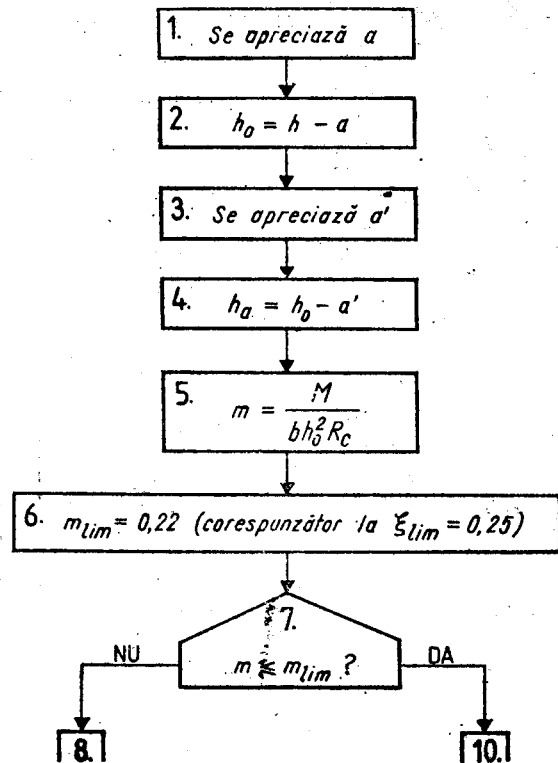 1. Se apreciază a
2. h₀ = h - a
3. Se apreciază a'
4. hₐ = h₀ - a'
5. m = M / bh₀²R_c
6. m_lim = 0,22 (corespunzător la ξ_lim = 0,25)
7.
m m_lim ?
NU DA
8. 10.